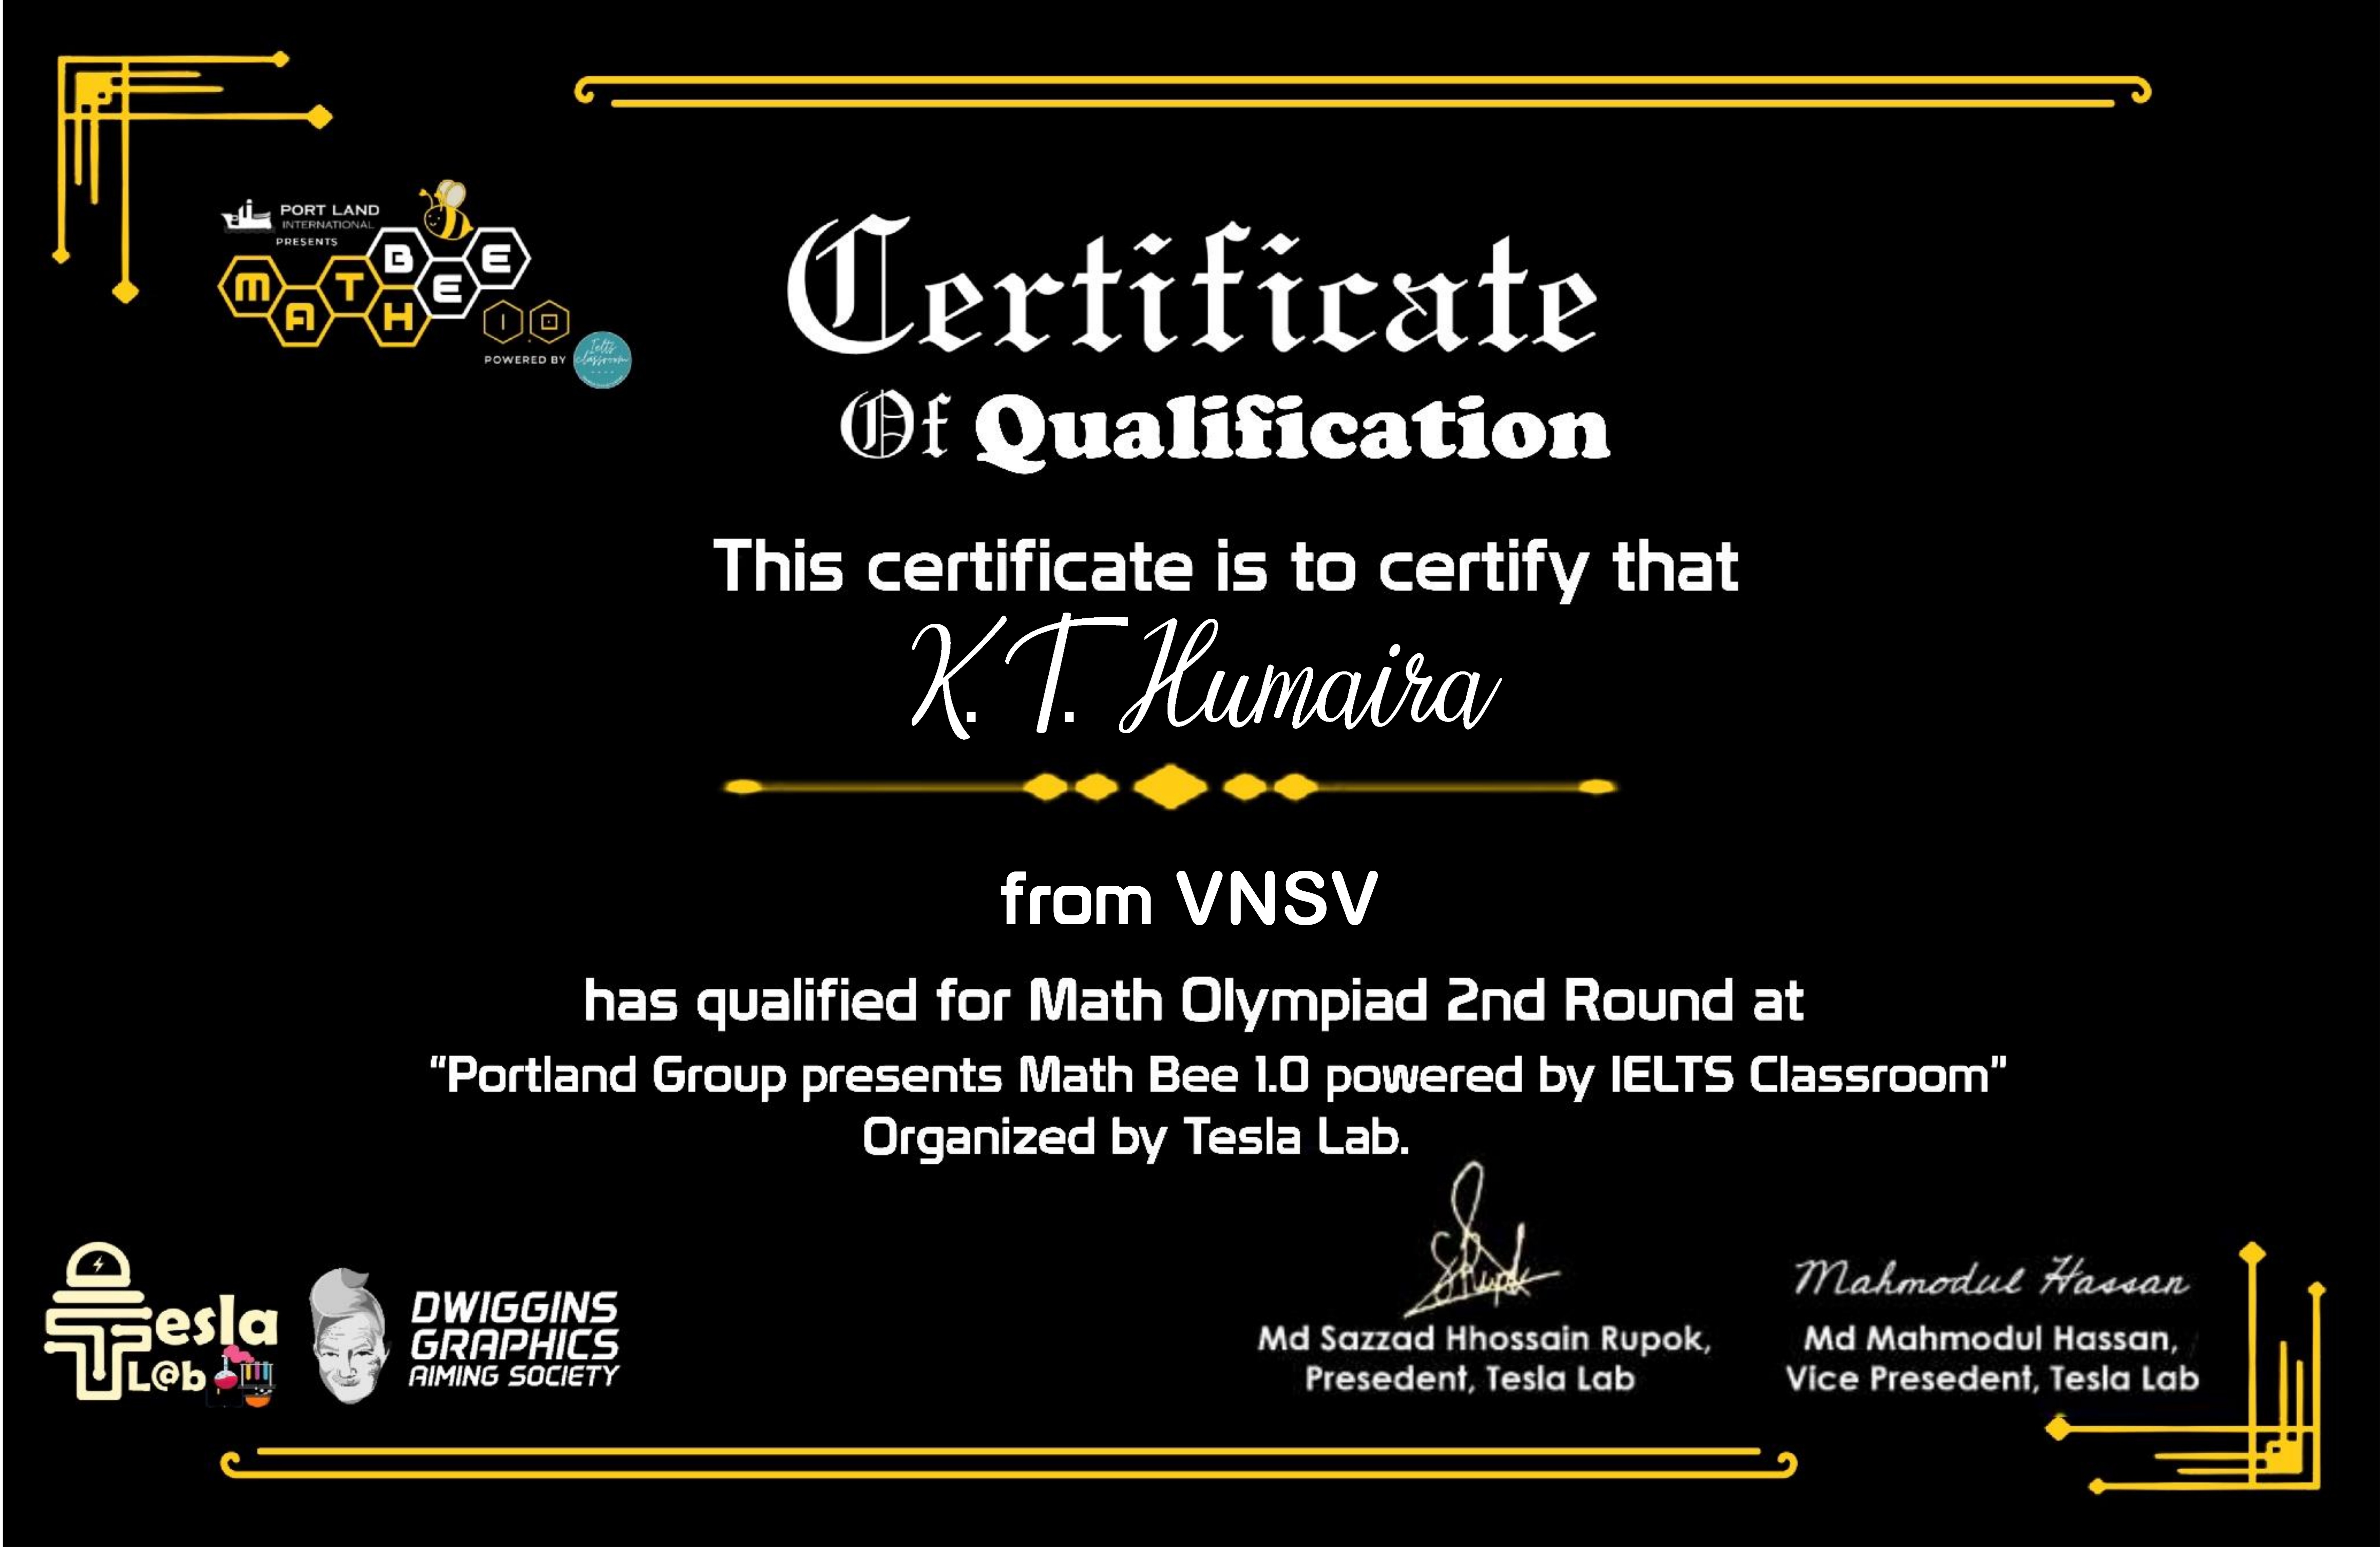 PORT LAND
INTERNATIONAL
PRESENTS
MATH BEE
1.0
POWERED BY
Ielts
classroom
Certificate
Of Qualification
This certificate is to certify that
K. T. Humaira
from VNSV
has qualified for Math Olympiad 2nd Round at
“Portland Group presents Math Bee 1.0 powered by IELTS Classroom”
Organized by Tesla Lab.
Tesla
L@b
DWIGGINS
GRAPHICS
AIMING SOCIETY
Md Sazzad Hhossain Rupok,
Presedent, Tesla Lab
Mahmodul Hassan
Md Mahmodul Hassan,
Vice Presedent, Tesla Lab